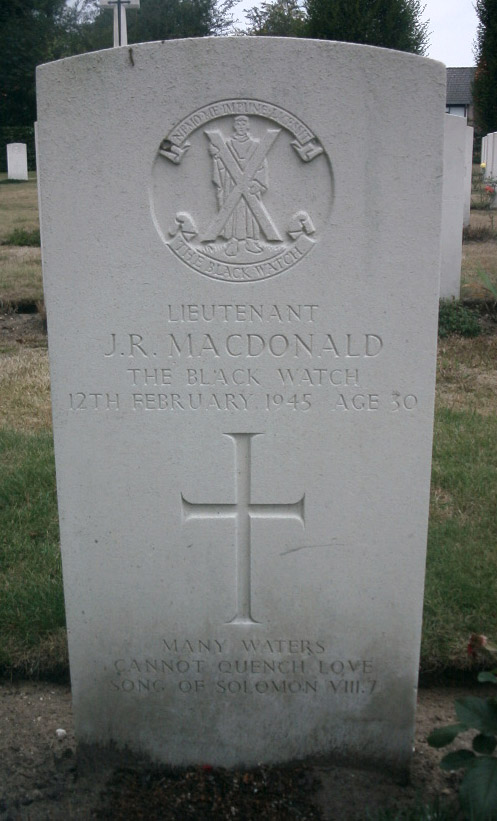 NEMO ME IMPUNE LACESSIT
THE BLACK WATCH
LIEUTENANT
J.R. MACDONALD
THE BLACK WATCH
12TH FEBRUARY 1945 AGE 30
MANY WATERS
CANNOT QUENCH LOVE
SONG OF SOLOMON VIII.7